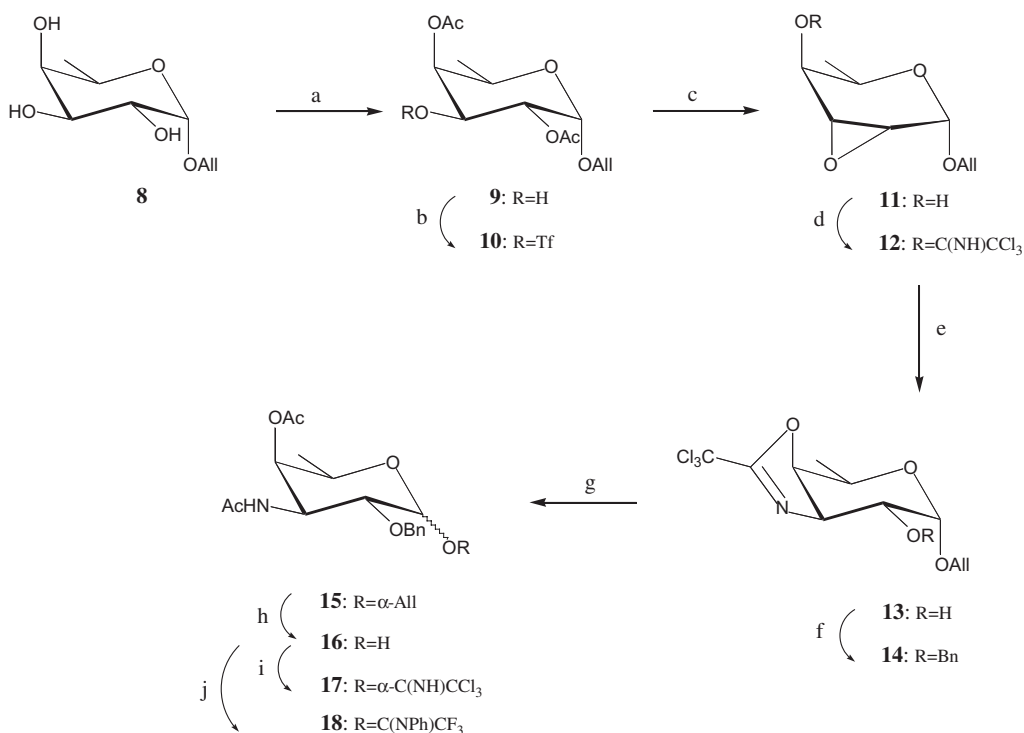 OH
O
HO
OH
OAll
8
a
OAc
O
RO
OAc
OAll
9: R=H
b
10: R=Tf
c
OR
O
O
OAll
11: R=H
d
12: R=C(NH)CCl3
e
O
Cl3C
O
N
OR
OAll
13: R=H
f
14: R=Bn
g
OAc
O
AcHN
OBn
OR
15: R=α-All
h
16: R=H
i
j
17: R=α-C(NH)CCl3
18: R=C(NPh)CF3